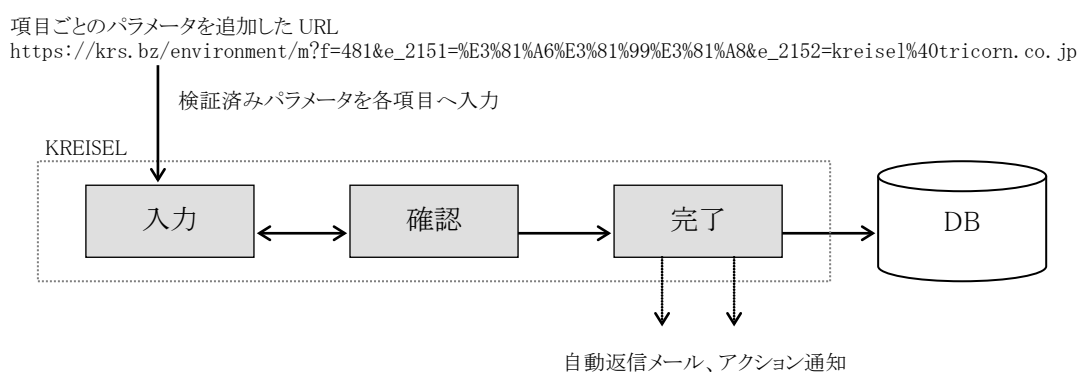 項目ごとのパラメータを追加した URL
https://krs.bz/environment/m?f=481&e_2151=%E3%81%A6%E3%81%99%E3%81%A8&e_2152=kreisel%40tricorn.co.jp
検証済みパラメータを各項目へ入力
KREISEL
入力
確認
完了
DB
自動返信メール、アクション通知